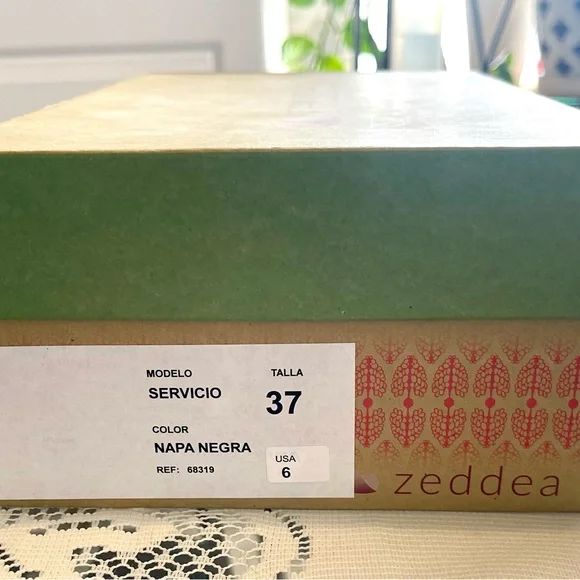 MODELO TALLA
SERVICIO 37
COLOR
NAPA NEGRA
REF: 68319
USA
6
zeddea